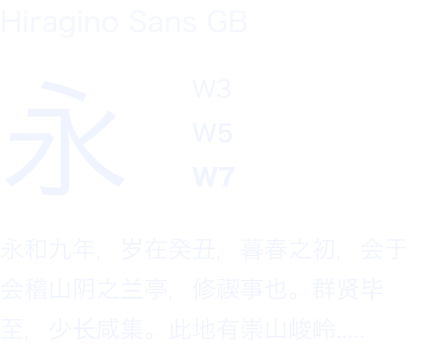 Hiragino Sans GB
永
W3
W5
W7
永和九年，岁在癸丑，暮春之初，会于
会稽山阴之兰亭，修禊事也。群贤毕
至，少长咸集。此地有崇山峻岭……